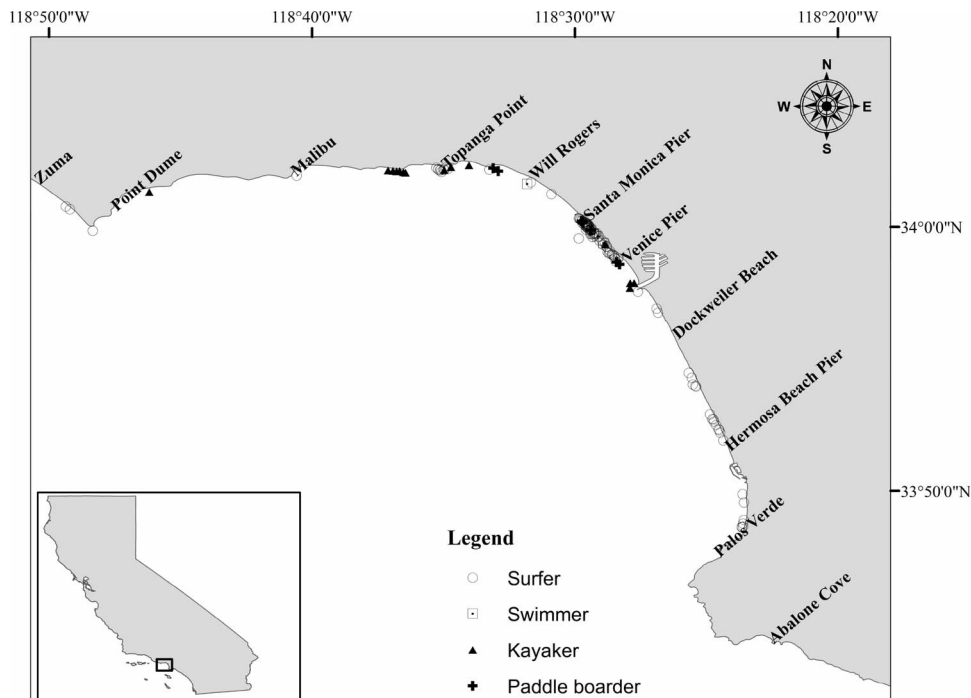 118°50'0"W 118°40'0"W 118°30'0"W 118°20'0"W
N
W E
S
Zuma
Point Dume
Malibu
Topanga Point
Will Rogers
Santa Monica Pier
Venice Pier
34°0'0"N
Dockweiler Beach
Hermosa Beach Pier
33°50'0"N
Palos Verde
Abalone Cove
Legend
Surfer
Swimmer
Kayaker
Paddle boarder